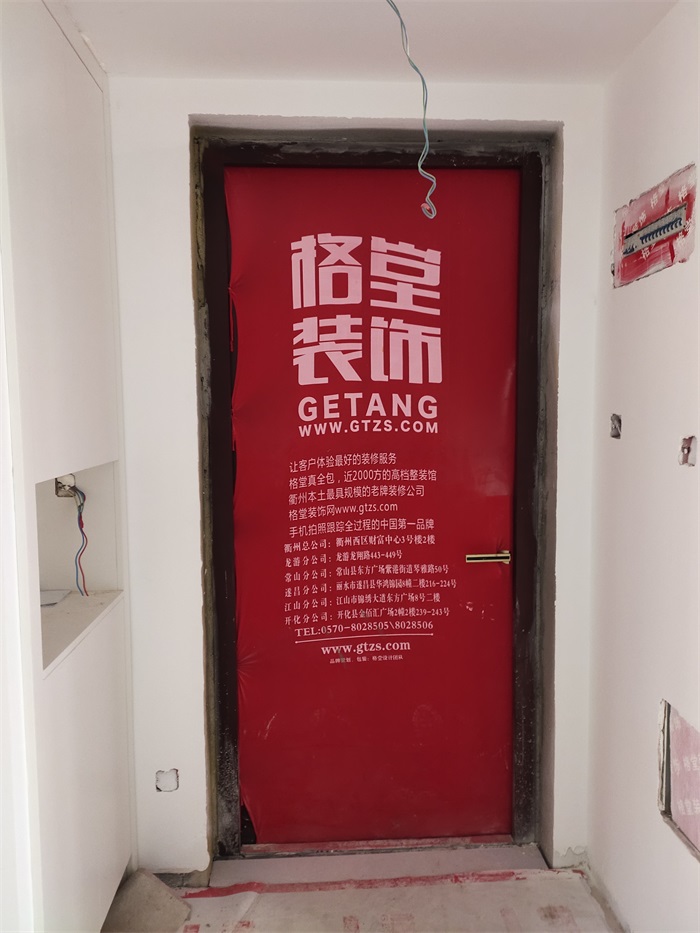 格堂
装饰
GETANG
WWW.GTZS.COM
让客户体验最好的装修服务
格堂真全包，近2000方的高档整装馆
衢州本土最具规模的老牌装修公司
格堂装饰网www.gtzs.com
手机拍照跟踪全过程的中国第一品牌
衢州总公司：衢州西区财富中心3号楼2楼
龙游分公司：龙游龙翔路443-449号
常山分公司：常山县东方广场紫港街道琴雅路50号
遂昌分公司：丽水市遂昌县华鸿锦园8幢二楼216-224号
江山分公司：江山市锦绣大道东方广场8号二楼
开化分公司：开化县金佰汇广场2幢2楼239-243号
TEL:0570-8028505\8028506
www.gtzs.com